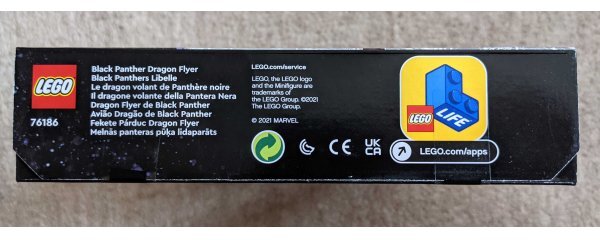 LEGO
76186
Black Panther Dragon Flyer
Black Panthers Libelle
Le dragon volant de Panthère noire
Il dragone volante della Pantera Nera
Dragon Flyer de Black Panther
Avião Dragão de Black Panther
Fekete Párduc Dragon Flyer
Melnās panteras pūķa lidaparāts
LEGO.com/service
LEGO, the LEGO logo
and the Minifigure are
trademarks of
the LEGO Group. ©2021
The LEGO Group.
© 2021 MARVEL
CE
UK
CA
LEGO
LIFE
LEGO.com/apps